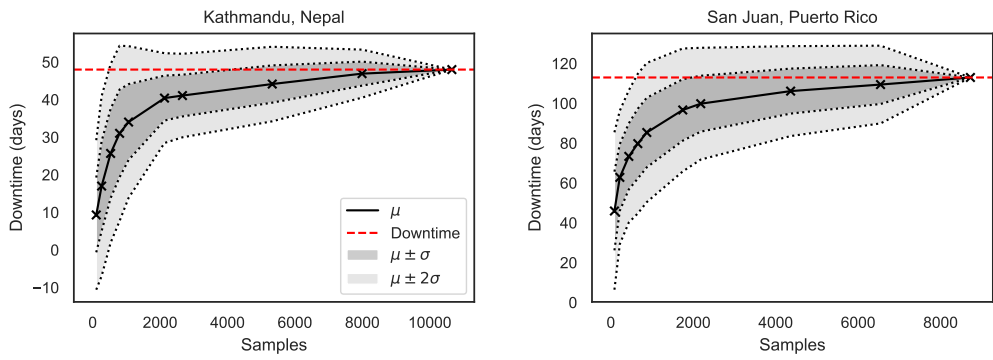 Kathmandu, Nepal
Downtime (days)
50
40
30
20
10
0
−10
0 2000 4000 6000 8000 10000
Samples
μ
Downtime
μ ± σ
μ ± 2σ
San Juan, Puerto Rico
Downtime (days)
120
100
80
60
40
20
0
0 2000 4000 6000 8000
Samples